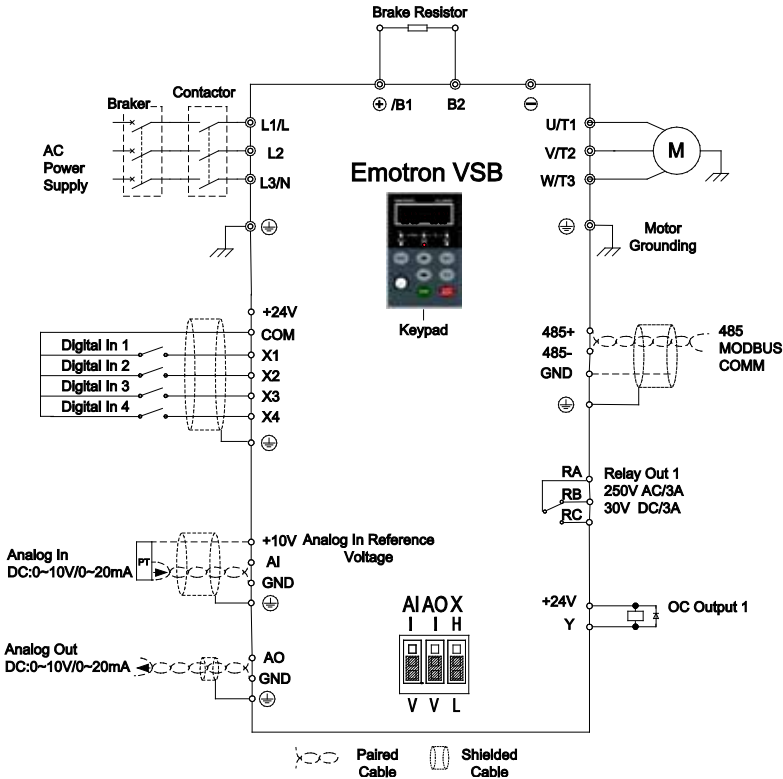 Brake Resistor
/B1
B2
Braker
Contactor
AC
Power
Supply
L1/L
L2
L3/N
Emotron VSB
U/T1
V/T2
W/T3
M
Motor
Grounding
Keypad
+24V
COM
Digital In 1
X1
Digital In 2
X2
Digital In 3
X3
Digital In 4
X4
485+
485-
GND
485
MODBUS
COMM
RA
RB
RC
Relay Out 1
250V AC/3A
30V DC/3A
+10V
Analog In Reference
Voltage
Analog In
DC:0~10V/0~20mA
PT
AI
GND
AI AO X
I I H
V V L
+24V
Y
OC Output 1
Analog Out
DC:0~10V/0~20mA
AO
GND
Paired
Cable
Shielded
Cable